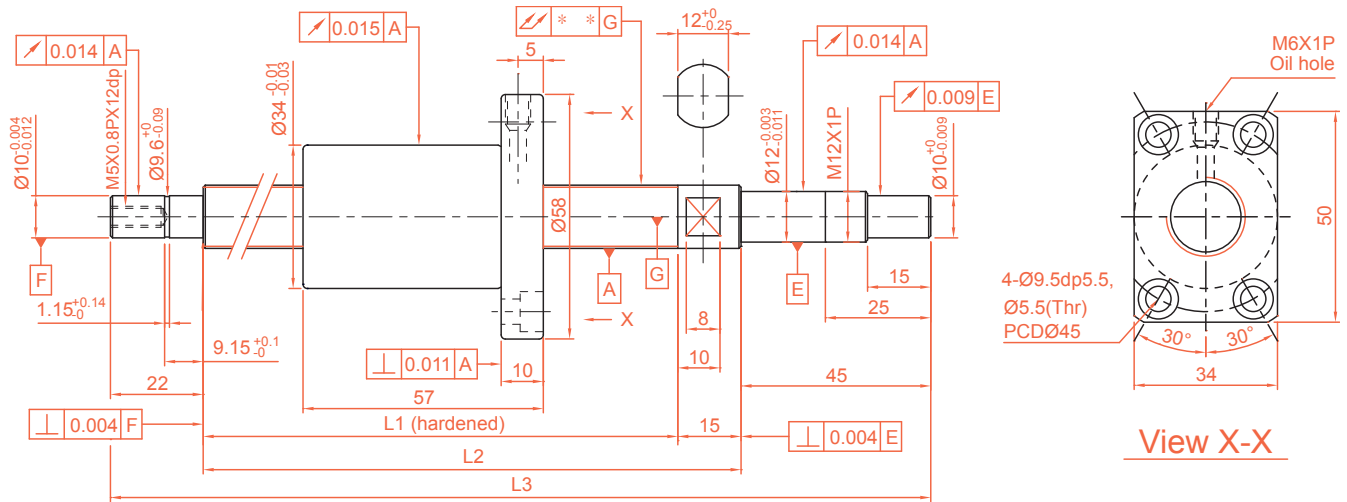 ↗ 0.014 A
↗ 0.015 A
⌰ * * G
12 +0 -0.25
↗ 0.014 A
M6X1P
Oil hole
5
↗ 0.009 E
Ø10 -0.004 -0.012
M5X0.8PX12dp
Ø9.6 +0 -0.09
Ø34 -0.01 -0.03
X
Ø12 -0.003 -0.011
M12X1P
Ø10 +0 -0.009
Ø58
50
F
A
G
E
15
4-Ø9.5dp5.5,
Ø5.5(Thr)
PCDØ45
1.15 +0.14 -0
X
8
25
30° 30°
9.15 +0.1 -0
⊥ 0.011 A
10
10
45
34
22
57
⊥ 0.004 F
L1 (hardened)
15
⊥ 0.004 E
View X-X
L2
L3